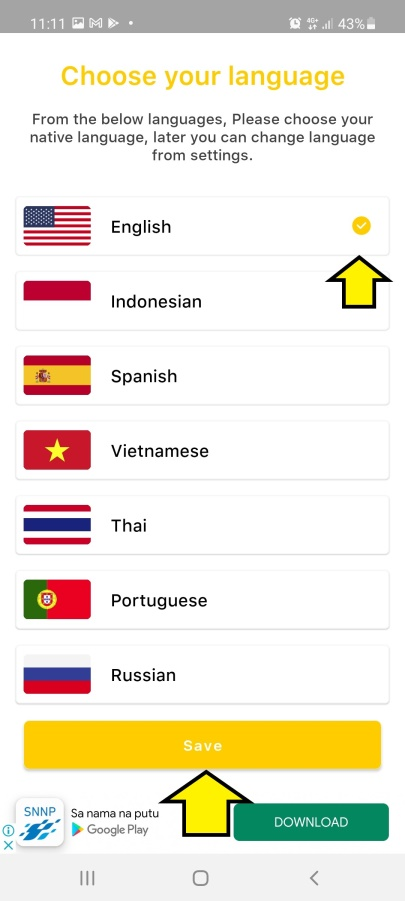 11:11
4G+
43%
Choose your language
From the below languages, Please choose your
native language, later you can change language
from settings.
English
Indonesian
Spanish
Vietnamese
Thai
Portuguese
Russian
Save
SNNP
Sa nama na putu
Google Play
DOWNLOAD